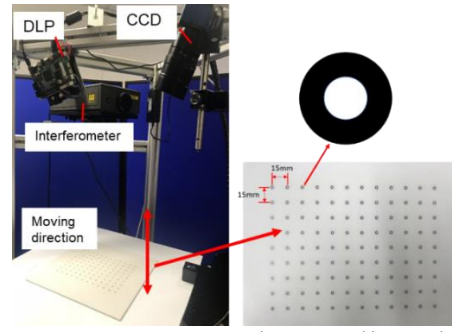 DLP
CCD
Interferometer
Moving
direction
15mm
15mm